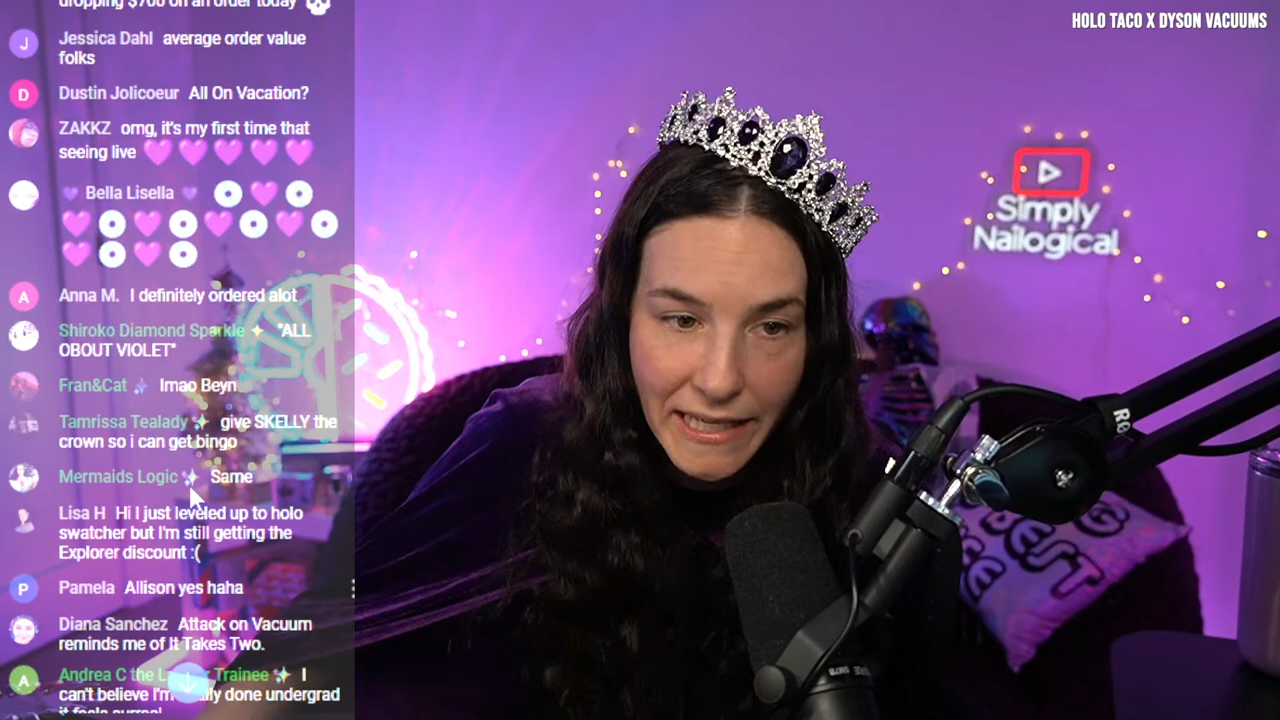 dropping $700 on an order today
HOLO TACO X DYSON VACUUMS
J
Jessica Dahl average order value
folks
D
Dustin Jolicoeur All On Vacation?
ZAKKZ omg, it's my first time that
seeing live
Bella Lisella
A
Anna M. I definitely ordered alot
Shiroko Diamond Sparkle "ALL
OBOUT VIOLET"
Fran&Cat lmao Beyn
Tamrissa Tealady give SKELLY the
crown so i can get bingo
Mermaids Logic Same
Lisa H Hi I just leveled up to holo
swatcher but I'm still getting the
Explorer discount :(
P
Pamela Allison yes haha
Diana Sanchez Attack on Vacuum
reminds me of It Takes Two.
A
Andrea C the Trainee I
can't believe I'm done undergrad
it feels surreal
Simply
Nailogical
BEST